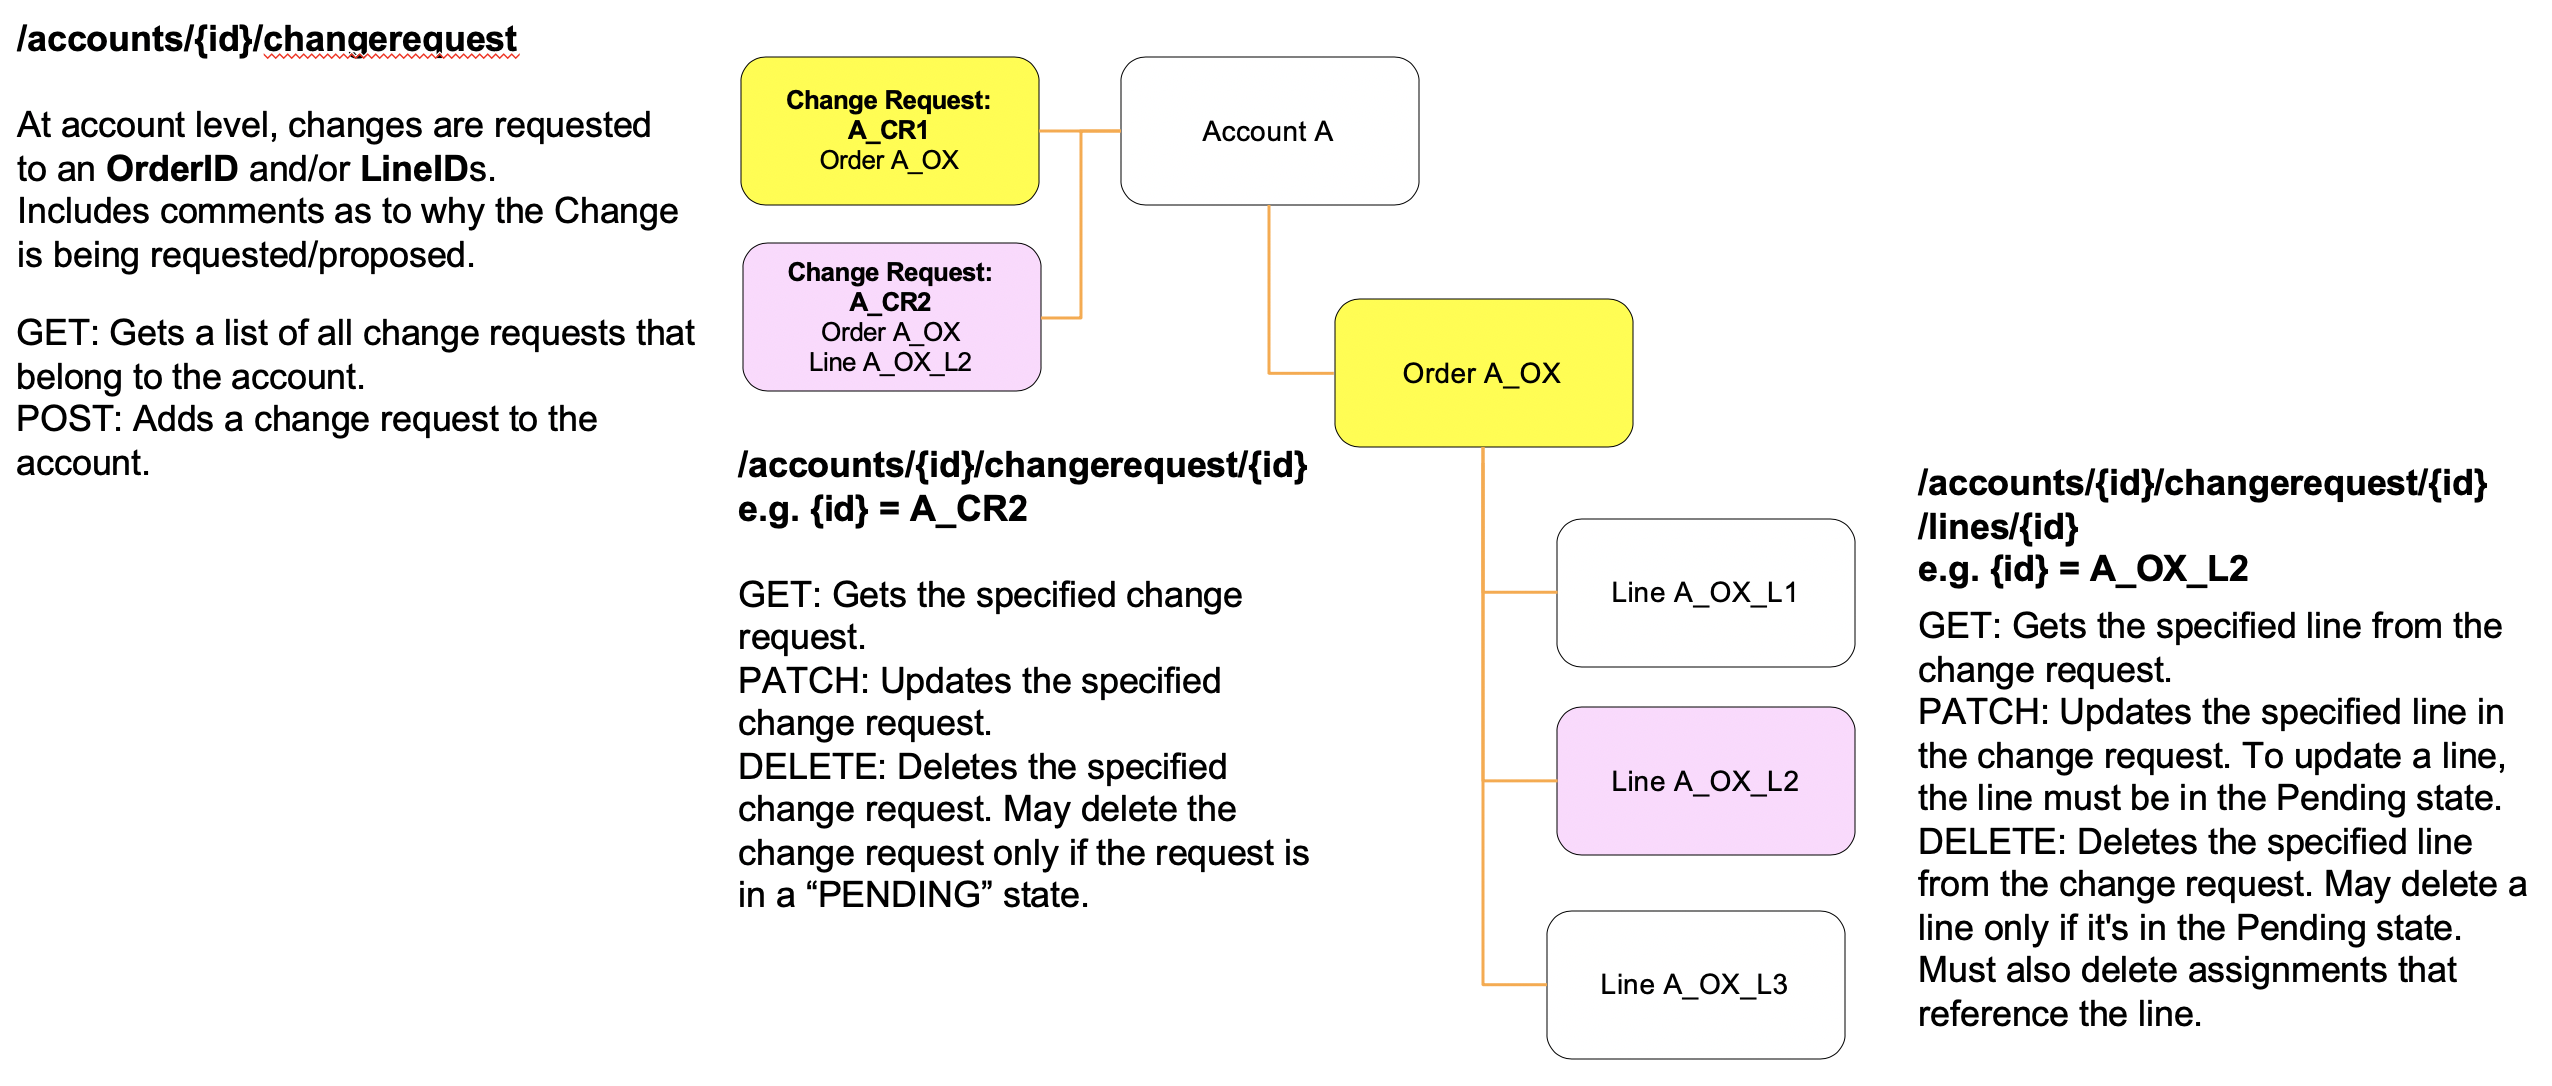 /accounts/{id}/changerequest
At account level, changes are requested
to an OrderID and/or LineIDs.
Includes comments as to why the Change
is being requested/proposed.
GET: Gets a list of all change requests that
belong to the account.
POST: Adds a change request to the
account.
Change Request:
A_CR1
Order A_OX
Change Request:
A_CR2
Order A_OX
Line A_OX_L2
Account A
Order A_OX
/accounts/{id}/changerequest/{id}
e.g. {id} = A_CR2
GET: Gets the specified change
request.
PATCH: Updates the specified
change request.
DELETE: Deletes the specified
change request. May delete the
change request only if the request is
in a “PENDING” state.
Line A_OX_L1
Line A_OX_L2
Line A_OX_L3
/accounts/{id}/changerequest/{id}
/lines/{id}
e.g. {id} = A_OX_L2
GET: Gets the specified line from the
change request.
PATCH: Updates the specified line in
the change request. To update a line,
the line must be in the Pending state.
DELETE: Deletes the specified line
from the change request. May delete a
line only if it's in the Pending state.
Must also delete assignments that
reference the line.